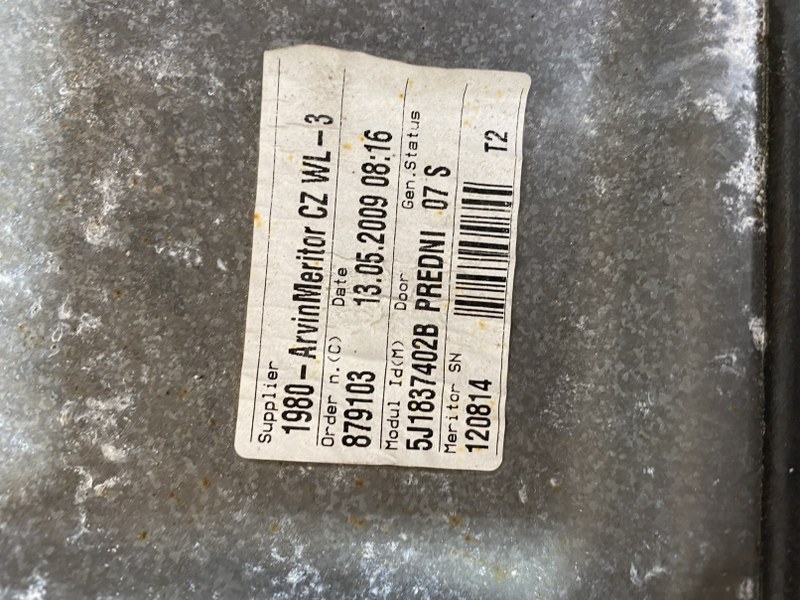 Supplier
1980-ArvinMeritor CZ WL-3
Order n.(C) Date
879103 13.05.2009 08:16
Modul Id(M) Door Gen.Status
5J1837402B PREDNI 07 S
Meritor SN
120814 T2